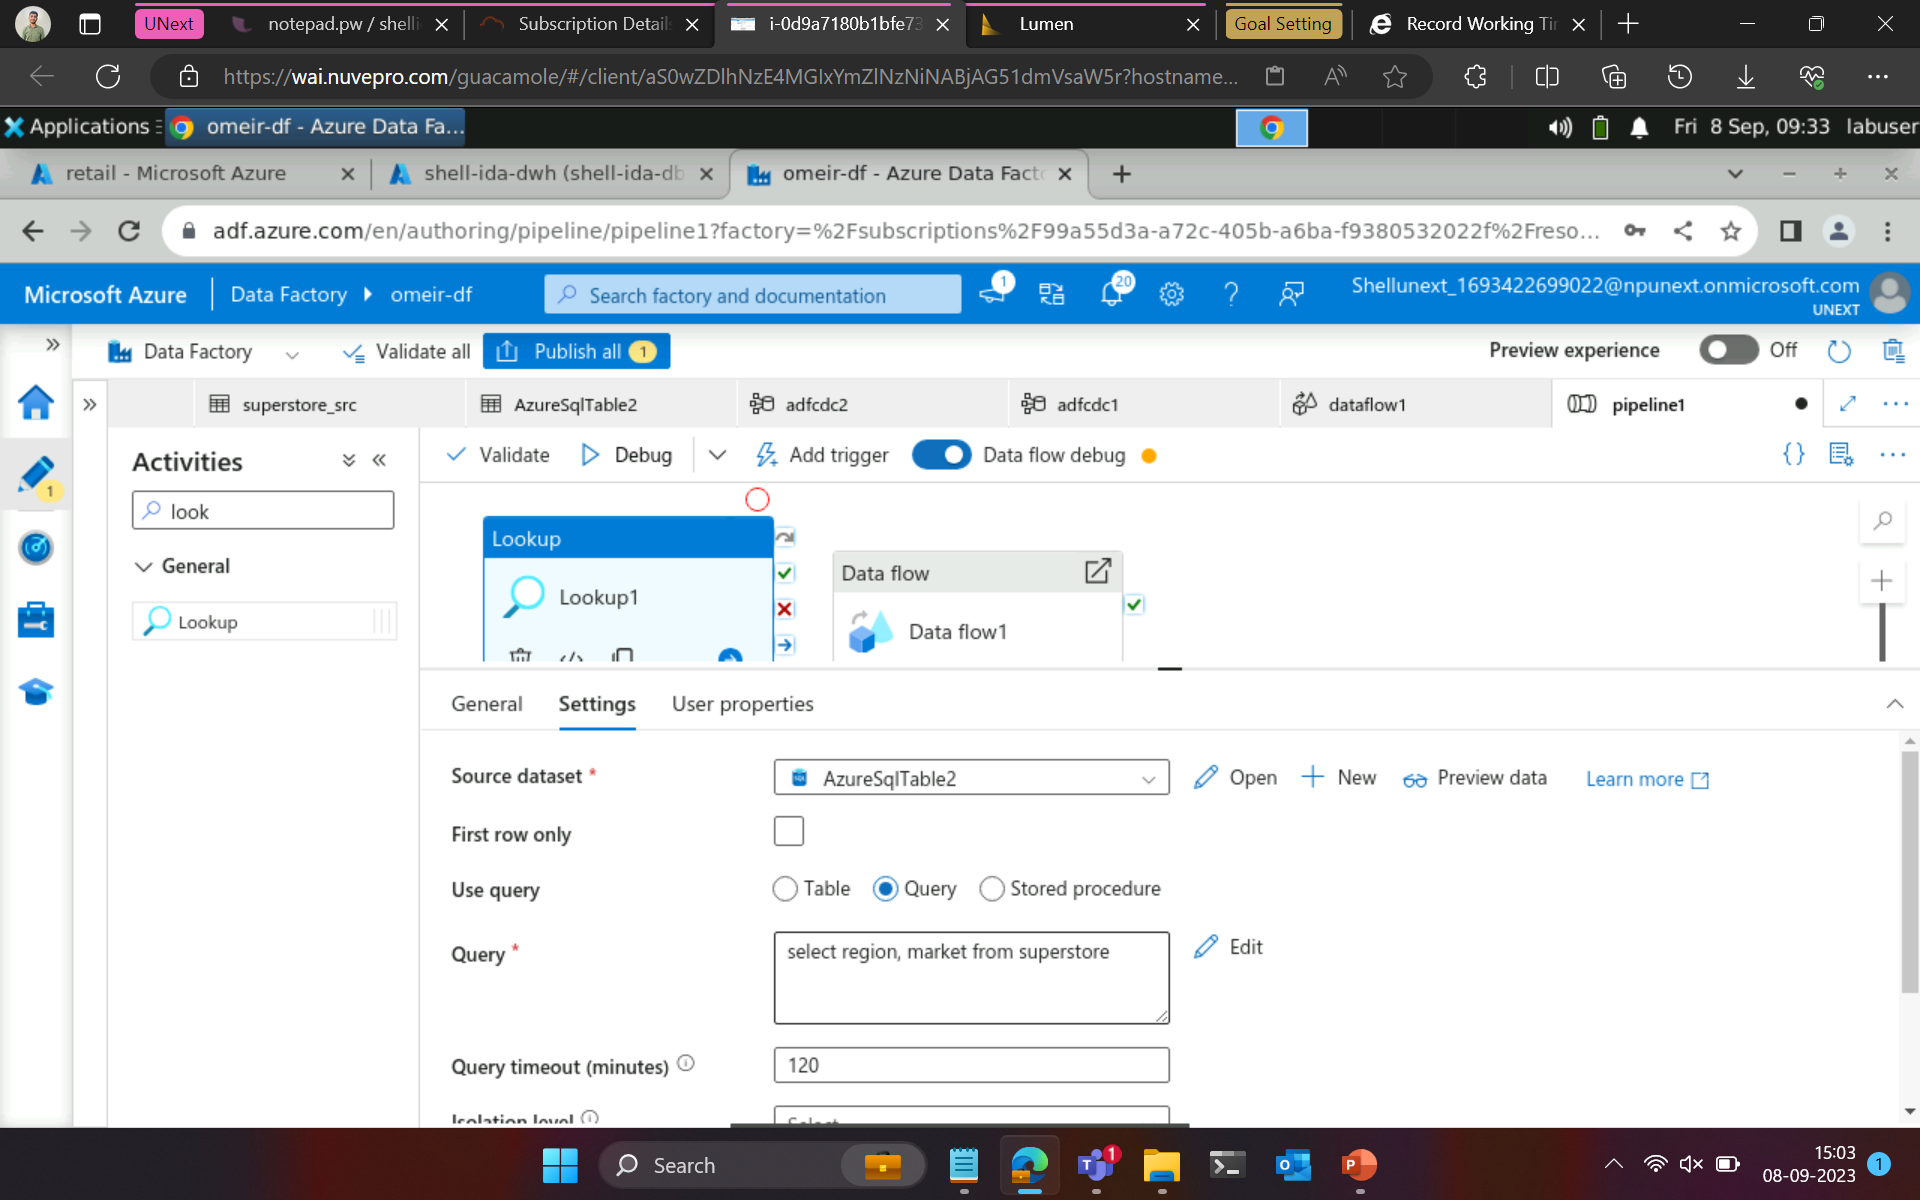 UNext
notepad.pw / shelli
Subscription Details
i-0d9a7180b1bfe73
Lumen
Goal Setting
Record Working Tim
https://wai.nuvepro.com/guacamole/#/client/aS0wZDlhNzE4MGIxYmZlNzNiNABjAG51dmVsaW5r?hostname...
Applications
omeir-df - Azure Data Fa...
Fri 8 Sep, 09:33 labuser
retail - Microsoft Azure
shell-ida-dwh (shell-ida-db
omeir-df - Azure Data Facto
adf.azure.com/en/authoring/pipeline/pipeline1?factory=%2Fsubscriptions%2F99a55d3a-a72c-405b-a6ba-f9380532022f%2Freso...
Microsoft Azure
Data Factory
omeir-df
Search factory and documentation
1
20
Shellunext_1693422699022@npunext.onmicrosoft.com
UNEXT
Data Factory
Validate all
Publish all 1
Preview experience
Off
superstore_src
AzureSqlTable2
adfcdc2
adfcdc1
dataflow1
pipeline1
Activities
Validate
Debug
Add trigger
Data flow debug
1
look
General
Lookup
Lookup
Lookup1
Data flow
Data flow1
General
Settings
User properties
Source dataset *
AzureSqlTable2
Open
New
Preview data
Learn more
First row only
Use query
Table
Query
Stored procedure
Query *
select region, market from superstore
Edit
Query timeout (minutes)
120
Isolation level
Select...
Search
1
15:03
08-09-2023
1